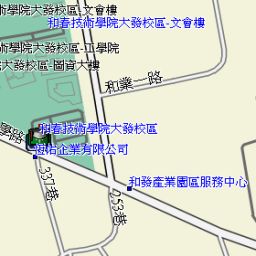 和春技術學院大發校區-文會樓
術學院大發校區-文會樓
術學院大發校區-工學院
大發校區-圖資大樓
和業一路
學路
和春技術學院大發校區
企業有限公司
337巷
和發產業園區服務中心
253巷